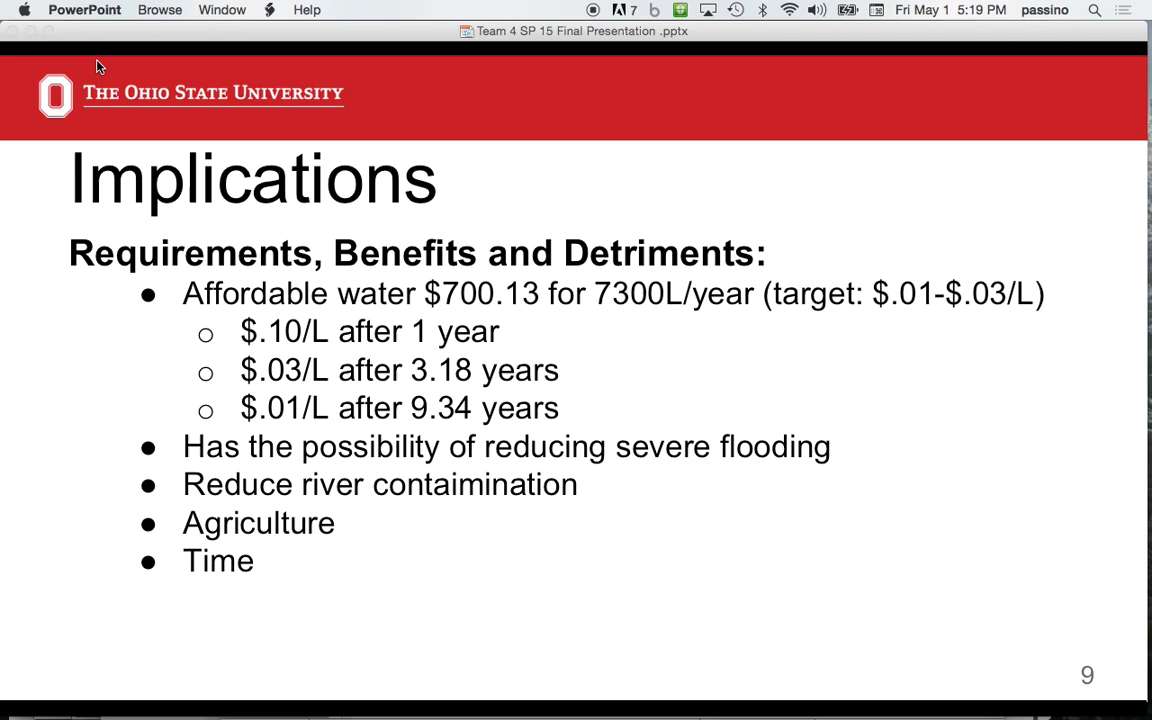 PowerPoint Browse Window Help 7 Fri May 1 5:19 PM passino
Team 4 SP 15 Final Presentation .pptx
THE OHIO STATE UNIVERSITY
Implications
Requirements, Benefits and Detriments:
● Affordable water $700.13 for 7300L/year (target: $.01-$.03/L)
○ $.10/L after 1 year
○ $.03/L after 3.18 years
○ $.01/L after 9.34 years
● Has the possibility of reducing severe flooding
● Reduce river contaimination
● Agriculture
● Time
9